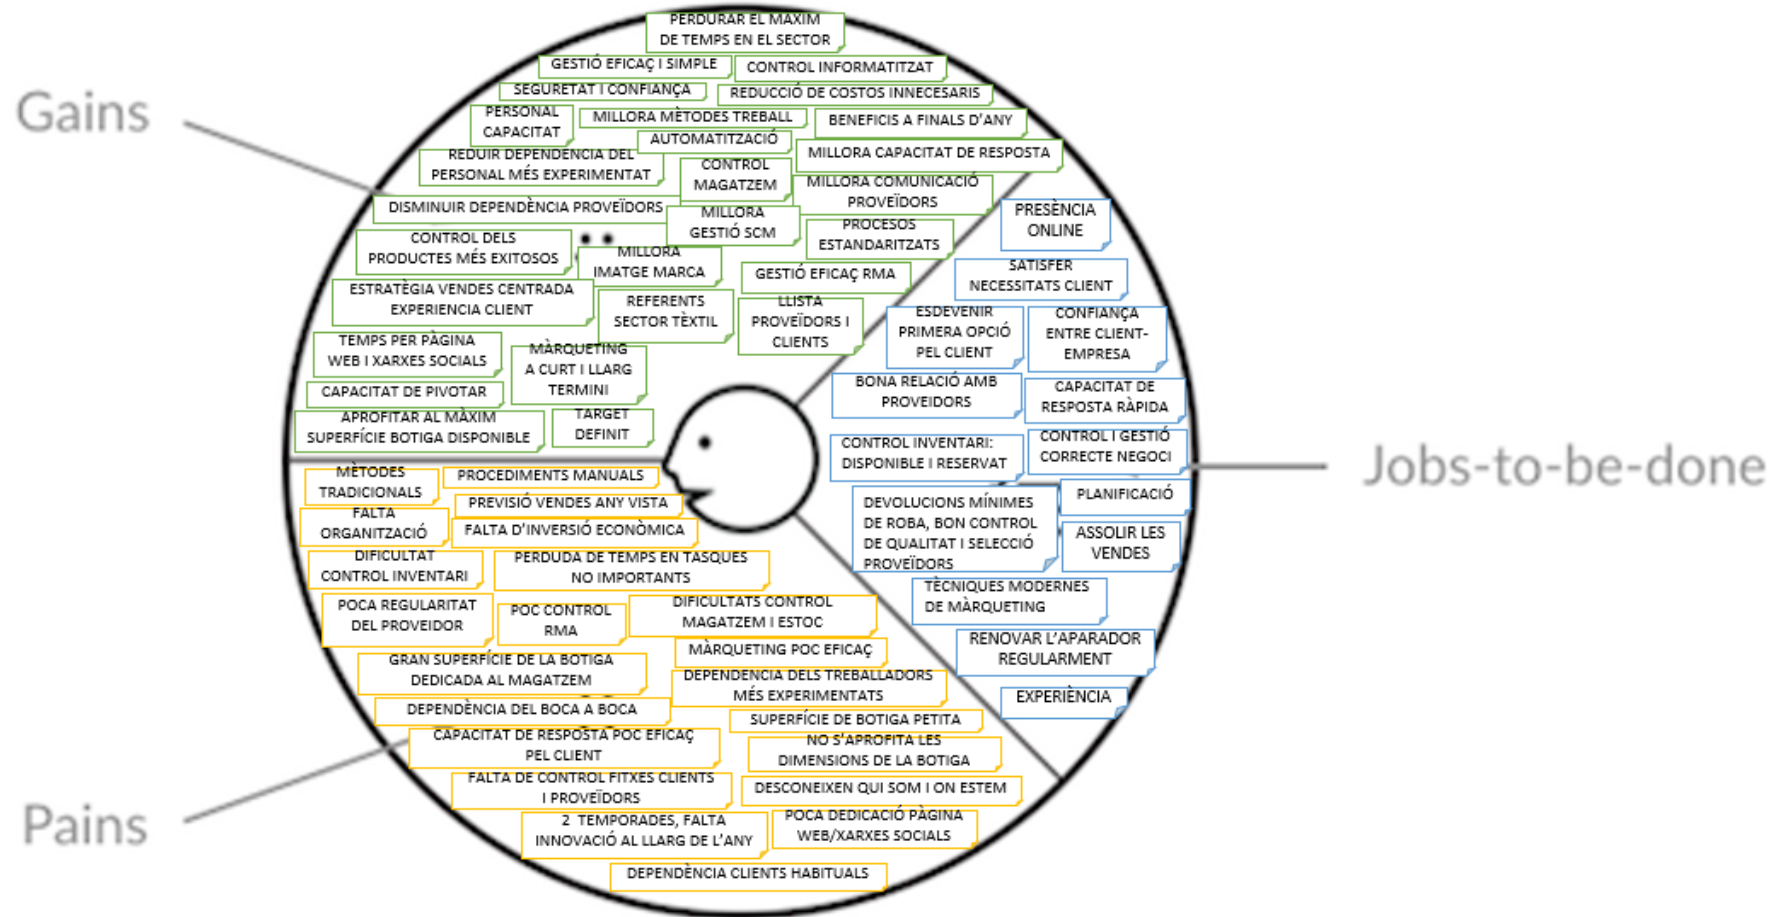 Gains
PERDURAR EL MÀXIM
DE TEMPS EN EL SECTOR
GESTIÓ EFICAÇ I SIMPLE
CONTROL INFORMATITZAT
SEGURETAT I CONFIANÇA
REDUCCIÓ DE COSTOS INNECESARIS
PERSONAL
CAPACITAT
MILLORA MÈTODES TREBALL
BENEFICIS A FINALS D'ANY
AUTOMATITZACIÓ
MILLORA CAPACITAT DE RESPOSTA
REDUIR DEPENDÈNCIA DEL
PERSONAL MÉS EXPERIMENTAT
CONTROL
MAGATZEM
MILLORA COMUNICACIÓ
PROVEÏDORS
DISMINUIR DEPENDÈNCIA PROVEÏDORS
MILLORA
GESTIÓ SCM
PROCESOS
ESTANDARITZATS
CONTROL DELS
PRODUCTES MÉS EXITOSOS
MILLORA
IMATGE MARCA
GESTIÓ EFICAÇ RMA
ESTRATÈGIA VENDES CENTRADA
EXPERIENCIA CLIENT
REFERENTS
SECTOR TÈXTIL
LLISTA
PROVEÏDORS I
CLIENTS
TEMPS PER PÀGINA
WEB I XARXES SOCIALS
MÀRQUETING
A CURT I LLARG
TERMINI
CAPACITAT DE PIVOTAR
APROFITAR AL MÀXIM
SUPERFÍCIE BOTIGA DISPONIBLE
TARGET
DEFINIT
PRESÈNCIA
ONLINE
SATISFER
NECESSITATS CLIENT
ESDEVENIR
PRIMERA OPCIÓ
PEL CLIENT
CONFIANÇA
ENTRE CLIENT-
EMPRESA
BONA RELACIÓ AMB
PROVEIDORS
CAPACITAT DE
RESPOSTA RÀPIDA
CONTROL INVENTARI:
DISPONIBLE I RESERVAT
CONTROL I GESTIÓ
CORRECTE NEGOCI
Jobs-to-be-done
DEVOLUCIONS MÍNIMES
DE ROBA, BON CONTROL
DE QUALITAT I SELECCIÓ
PROVEÏDORS
PLANIFICACIÓ
ASSOLIR LES
VENDES
TÈCNIQUES MODERNES
DE MÀRQUETING
RENOVAR L'APARADOR
REGULARMENT
EXPERIÈNCIA
MÈTODES
TRADICIONALS
PROCEDIMENTS MANUALS
PREVISIÓ VENDES ANY VISTA
FALTA
ORGANITZACIÓ
FALTA D'INVERSIÓ ECONÒMICA
DIFICULTAT
CONTROL INVENTARI
PERDUDA DE TEMPS EN TASQUES
NO IMPORTANTS
POCA REGULARITAT
DEL PROVEIDOR
POC CONTROL
RMA
DIFICULTATS CONTROL
MAGATZEM I ESTOC
MÀRQUETING POC EFICAÇ
GRAN SUPERFÍCIE DE LA BOTIGA
DEDICADA AL MAGATZEM
DEPENDENCIA DELS TREBALLADORS
MÉS EXPERIMENTATS
DEPENDÈNCIA DEL BOCA A BOCA
SUPERFÍCIE DE BOTIGA PETITA
CAPACITAT DE RESPOSTA POC EFICAÇ
PEL CLIENT
NO S'APROFITA LES
DIMENSIONS DE LA BOTIGA
FALTA DE CONTROL FITXES CLIENTS
I PROVEÏDORS
DESCONEIXEN QUI SOM I ON ESTEM
Pains
2 TEMPORADES, FALTA
INNOVACIÓ AL LLARG DE L'ANY
POCA DEDICACIÓ PÀGINA
WEB/XARXES SOCIALS
DEPENDÈNCIA CLIENTS HABITUALS